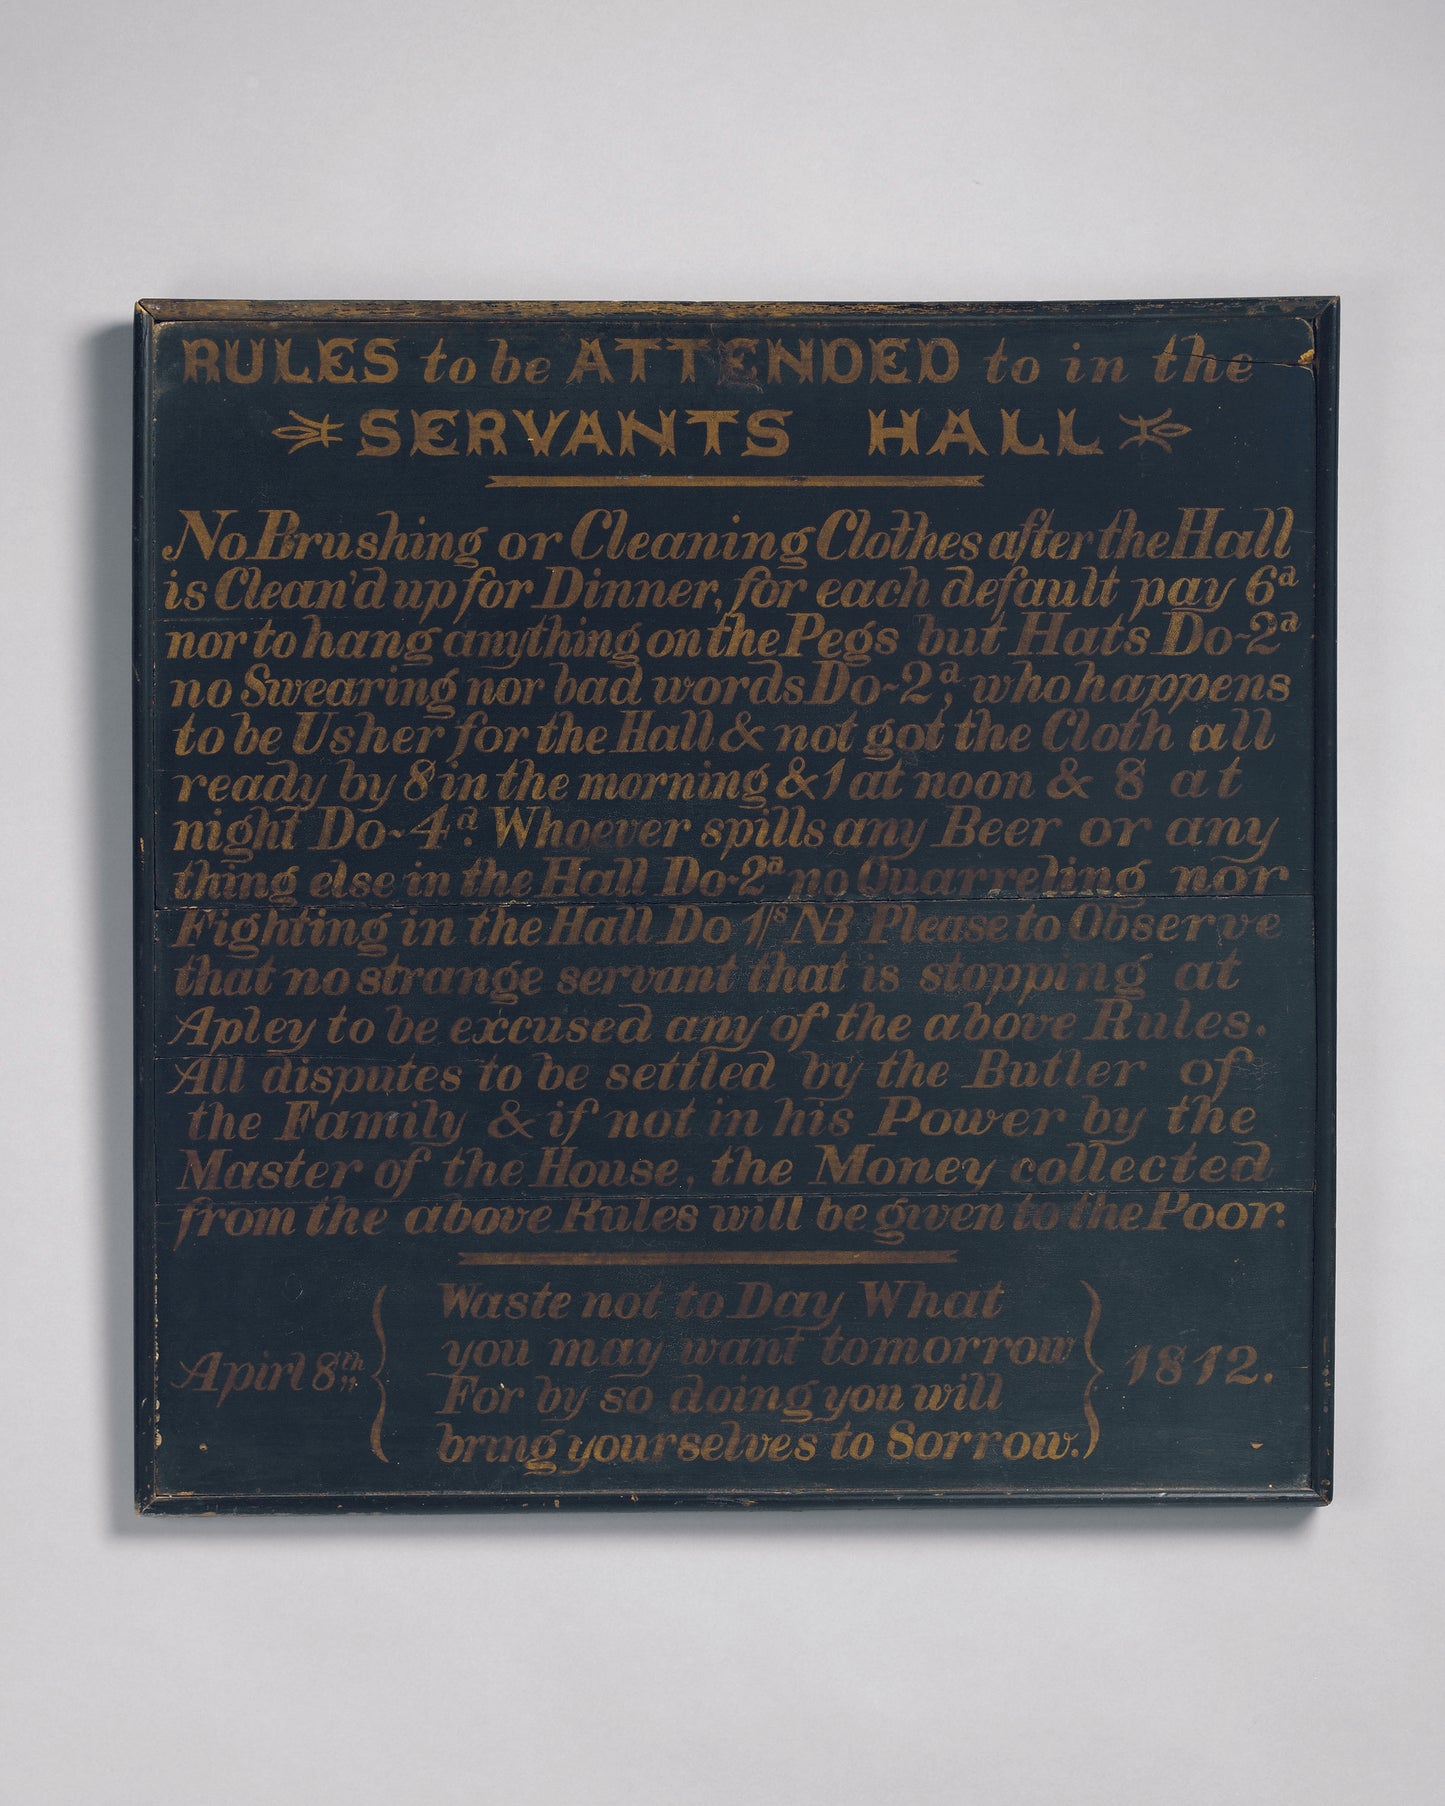 RULES to be ATTENDED to in the
SERVANTS HALL
No Brushing or Cleaning Clothes after the Hall
is Clean'd up for Dinner, for each default pay 6d
nor to hang anything on the Pegs but Hats Do~2d
no Swearing nor bad words Do~2d, who happens
to be Usher for the Hall & not got the Cloth all
ready by 8 in the morning & 1 at noon & 8 at
night Do~4d. Whoever spills any Beer or any
thing else in the Hall Do~2d no Quarreling nor
Fighting in the Hall Do 1/s NB Please to Observe
that no strange servant that is stopping at
Apley to be excused any of the above Rules.
All disputes to be settled by the Butler of
the Family & if not in his Power by the
Master of the House, the Money collected
from the above Rules will be given to the Poor.
Waste not to Day What
you may want tomorrow
For by so doing you will
bring yourselves to Sorrow.
Apirl 8th
1812.